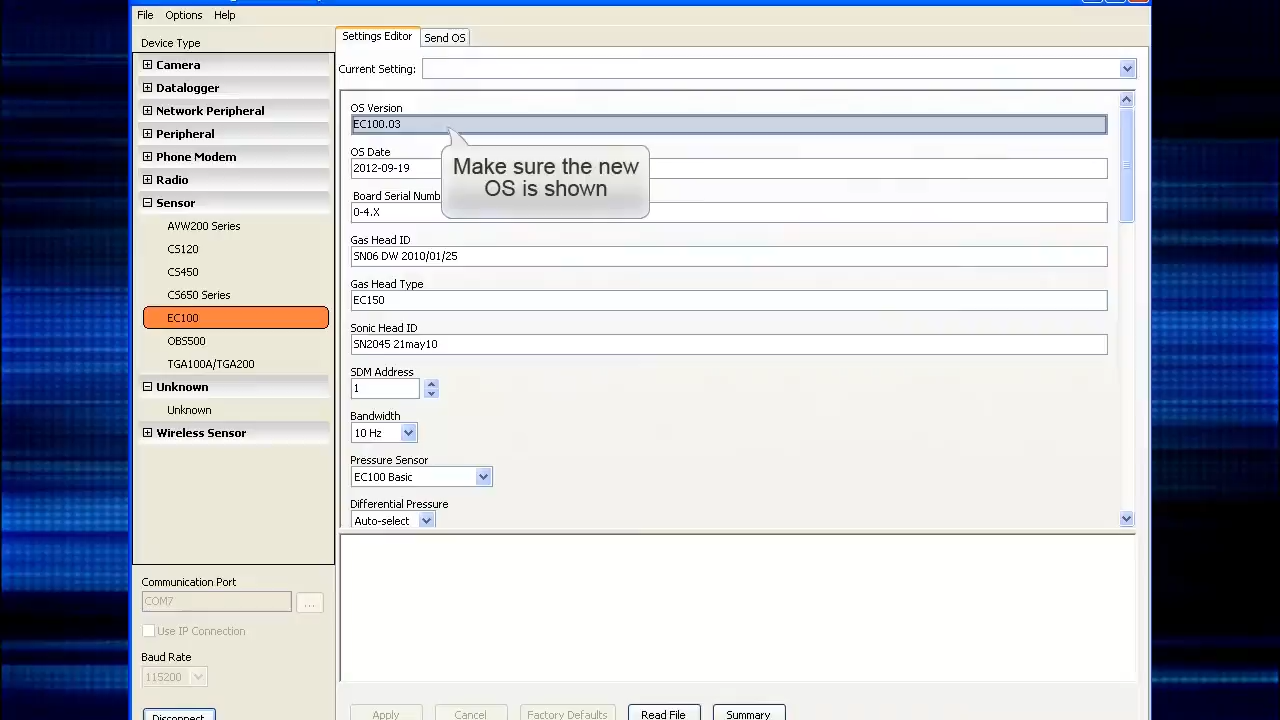 File Options Help
Device Type
Camera
Datalogger
Network Peripheral
Peripheral
Phone Modem
Radio
Sensor
AVW200 Series
CS120
CS450
CS650 Series
EC100
OBS500
TGA100A/TGA200
Unknown
Unknown
Wireless Sensor
Communication Port
COM7
...
Use IP Connection
Baud Rate
115200
Disconnect
Settings Editor Send OS
Current Setting:
OS Version
EC100.03
Make sure the new
OS is shown
OS Date
2012-09-19
Board Serial Numb
0-4.X
Gas Head ID
SN06 DW 2010/01/25
Gas Head Type
EC150
Sonic Head ID
SN2045 21may10
SDM Address
1
Bandwidth
10 Hz
Pressure Sensor
EC100 Basic
Differential Pressure
Auto-select
Apply Cancel Factory Defaults Read File Summary